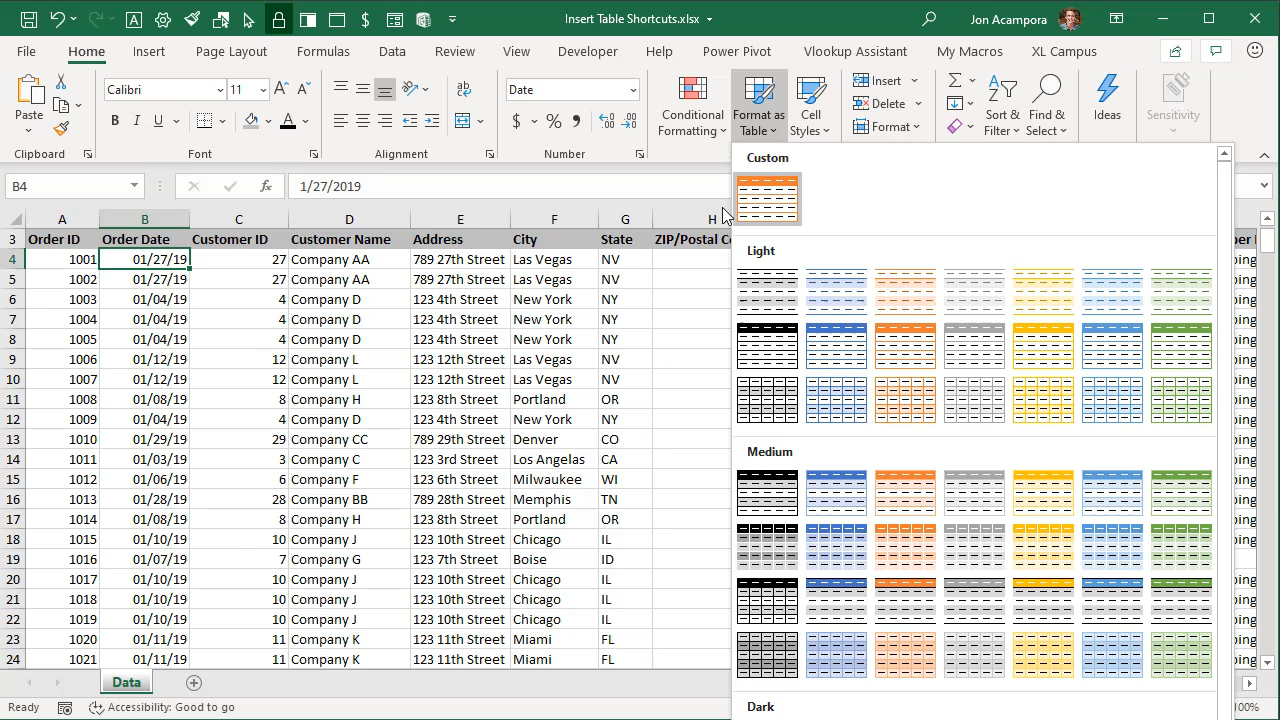 Insert Table Shortcuts.xlsx
Jon Acampora
File Home Insert Page Layout Formulas Data Review View Developer Help Power Pivot Vlookup Assistant My Macros XL Campus
Paste
Calibri 11
B I U
Date
$ % 9
Conditional Formatting
Format as Table
Cell Styles
Insert
Delete
Format
Sort & Filter
Find & Select
Ideas
Sensitivity
Clipboard Font Alignment Number
B4 fx 1/27/2019
Custom
Light
Medium
Dark
A B C D E F G H
3 Order ID Order Date Customer ID Customer Name Address City State
4 1001 01/27/19 27 Company AA 789 27th Street Las Vegas NV
5 1002 01/27/19 27 Company AA 789 27th Street Las Vegas NV
6 1003 01/04/19 4 Company D 123 4th Street New York NY
7 1004 01/04/19 4 Company D 123 4th Street New York NY
8 1005 01/04/19 4 Company D 123 4th Street New York NY
9 1006 01/12/19 12 Company L 123 12th Street Las Vegas NV
10 1007 01/12/19 12 Company L 123 12th Street Las Vegas NV
11 1008 01/08/19 8 Company H 123 8th Street Portland OR
12 1009 01/04/19 4 Company D 123 4th Street New York NY
13 1010 01/29/19 29 Company CC 789 29th Street Denver CO
14 1011 01/03/19 3 Company C 123 3rd Street Los Angelas CA
15 1012 01/06/19 6 Company F 123 6th Street Milwaukee WI
16 1013 01/28/19 28 Company BB 789 28th Street Memphis TN
17 1014 01/08/19 8 Company H 123 8th Street Portland OR
18 1015 01/10/19 10 Company J 123 10th Street Chicago IL
19 1016 01/07/19 7 Company G 123 7th Street Boise ID
20 1017 01/10/19 10 Company J 123 10th Street Chicago IL
21 1018 01/10/19 10 Company J 123 10th Street Chicago IL
22 1019 01/10/19 10 Company J 123 10th Street Chicago IL
23 1020 01/11/19 11 Company K 123 11th Street Miami FL
24 1021 01/11/19 11 Company K 123 11th Street Miami FL
Data
Ready Accessibility: Good to go 100%